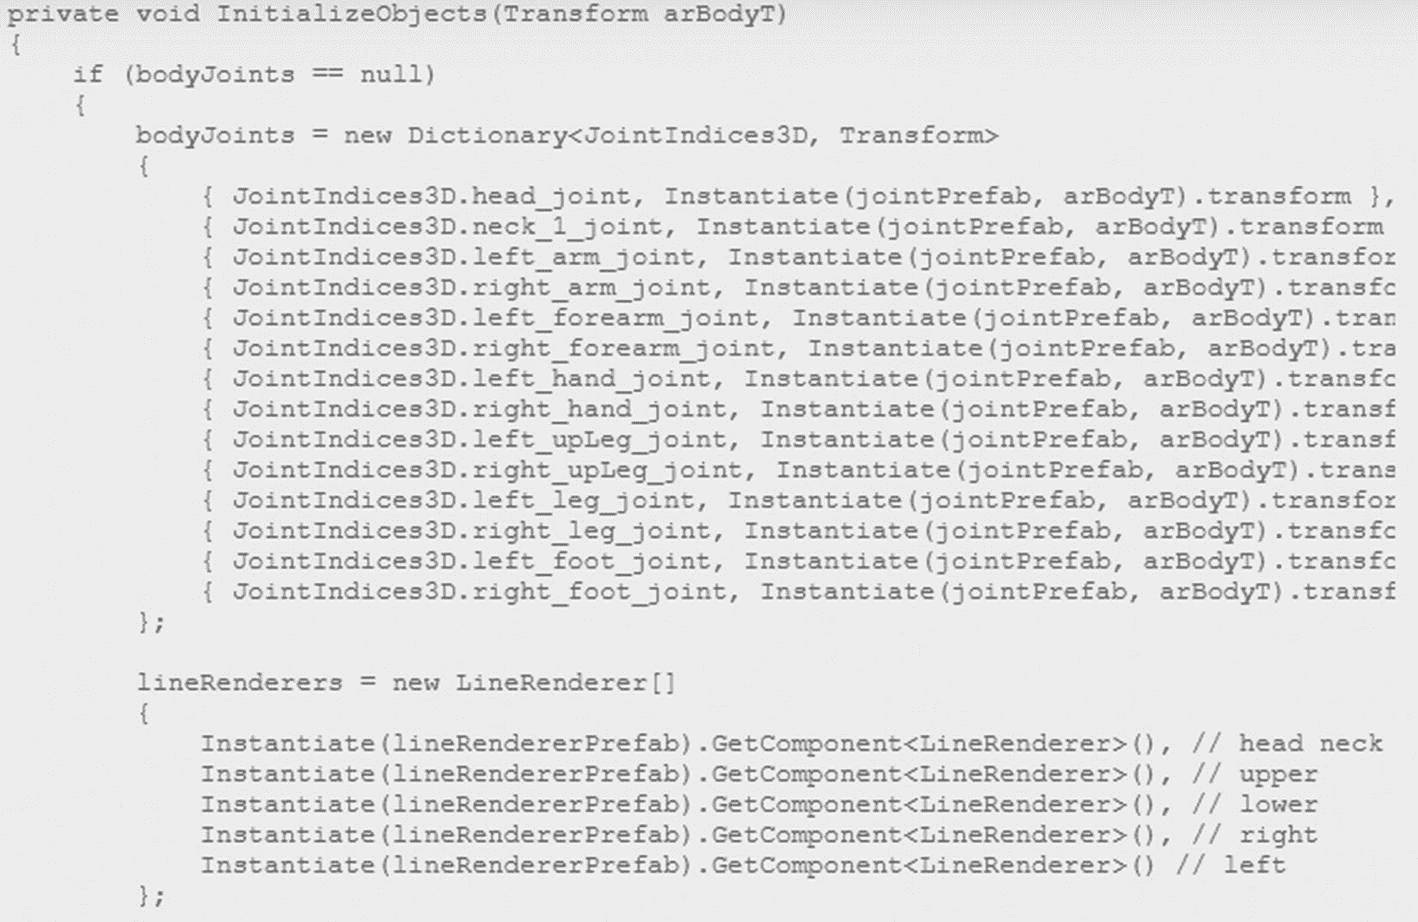 private void InitializeObjects(Transform arBodyT)
{
    if (bodyJoints == null)
    {
        bodyJoints = new Dictionary<JointIndices3D, Transform>
        {
            { JointIndices3D.head_joint, Instantiate(jointPrefab, arBodyT).transform },
            { JointIndices3D.neck_1_joint, Instantiate(jointPrefab, arBodyT).transform
            { JointIndices3D.left_arm_joint, Instantiate(jointPrefab, arBodyT).transfor
            { JointIndices3D.right_arm_joint, Instantiate(jointPrefab, arBodyT).transfo
            { JointIndices3D.left_forearm_joint, Instantiate(jointPrefab, arBodyT).tran
            { JointIndices3D.right_forearm_joint, Instantiate(jointPrefab, arBodyT).tra
            { JointIndices3D.left_hand_joint, Instantiate(jointPrefab, arBodyT).transfo
            { JointIndices3D.right_hand_joint, Instantiate(jointPrefab, arBodyT).transf
            { JointIndices3D.left_upLeg_joint, Instantiate(jointPrefab, arBodyT).transf
            { JointIndices3D.right_upLeg_joint, Instantiate(jointPrefab, arBodyT).trans
            { JointIndices3D.left_leg_joint, Instantiate(jointPrefab, arBodyT).transfor
            { JointIndices3D.right_leg_joint, Instantiate(jointPrefab, arBodyT).transfo
            { JointIndices3D.left_foot_joint, Instantiate(jointPrefab, arBodyT).transfo
            { JointIndices3D.right_foot_joint, Instantiate(jointPrefab, arBodyT).transf
        };

        lineRenderers = new LineRenderer[]
        {
            Instantiate(lineRendererPrefab).GetComponent<LineRenderer>(), // head neck
            Instantiate(lineRendererPrefab).GetComponent<LineRenderer>(), // upper
            Instantiate(lineRendererPrefab).GetComponent<LineRenderer>(), // lower
            Instantiate(lineRendererPrefab).GetComponent<LineRenderer>(), // right
            Instantiate(lineRendererPrefab).GetComponent<LineRenderer>() // left
        };